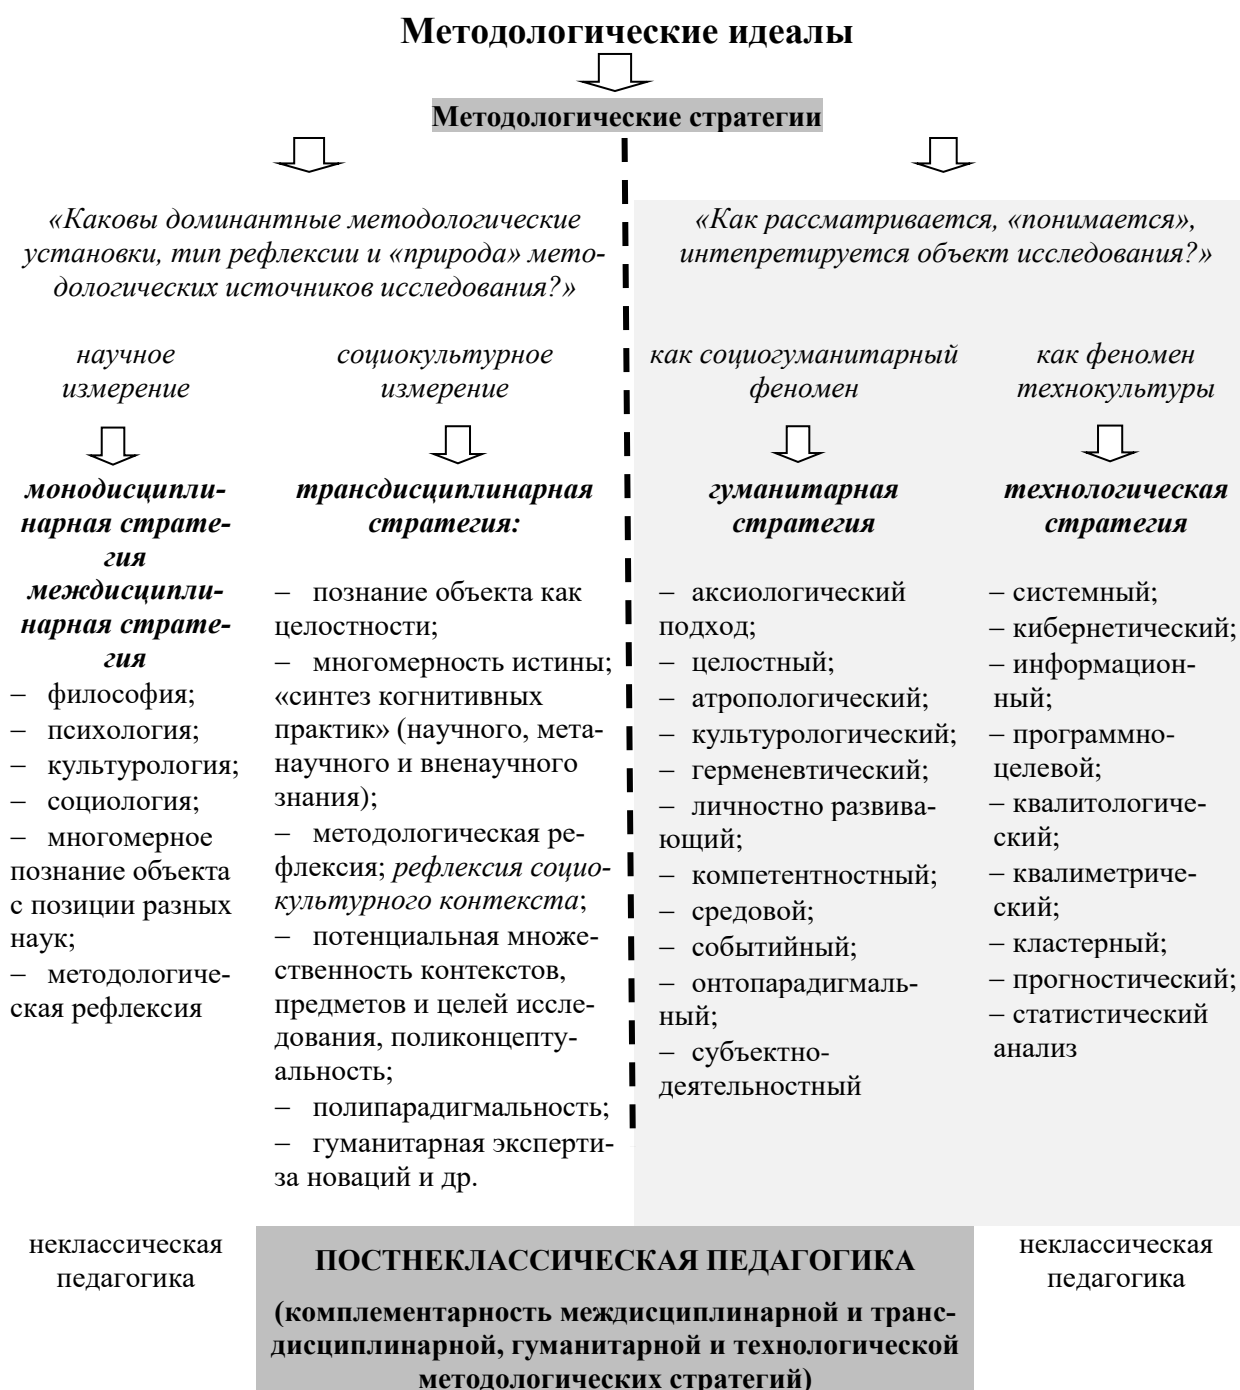 Методологические идеалы
Методологические стратегии
«Каковы доминантные методологические
установки, тип рефлексии и «природа» мето-
дологических источников исследования?»
«Как рассматривается, «понимается»,
интепретируется объект исследования?»
научное
измерение
социокультурное
измерение
как социогуманитарный
феномен
как феномен
технокультуры
монодисципли-
нарная страте-
гия
междисципли-
нарная страте-
гия
– философия;
– психология;
– культурология;
– социология;
– многомерное
познание объекта
с позиции разных
наук;
– методологиче-
ская рефлексия
трансдисциплинарная
стратегия:
– познание объекта как
целостности;
– многомерность истины;
«синтез когнитивных
практик» (научного, мета-
научного и вненаучного
знания);
– методологическая ре-
флексия; рефлексия социо-
культурного контекста;
– потенциальная множе-
ственность контекстов,
предметов и целей иссле-
дования, поликонцепту-
альность;
– полипарадигмальность;
– гуманитарная эксперти-
за новаций и др.
гуманитарная
стратегия
– аксиологический
подход;
– целостный;
– атропологический;
– культурологический;
– герменевтический;
– личностно развива-
ющий;
– компетентностный;
– средовой;
– событийный;
– онтопарадигмаль-
ный;
– субъектно-
деятельностный
технологическая
стратегия
– системный;
– кибернетический;
– информацион-
ный;
– программно-
целевой;
– квалитологиче-
ский;
– квалиметриче-
ский;
– кластерный;
– прогностический;
– статистический
анализ
неклассическая
педагогика
ПОСТНЕКЛАССИЧЕСКАЯ ПЕДАГОГИКА
(комплементарность междисциплинарной и транс-
дисциплинарной, гуманитарной и технологической
методологических стратегий)
неклассическая
педагогика